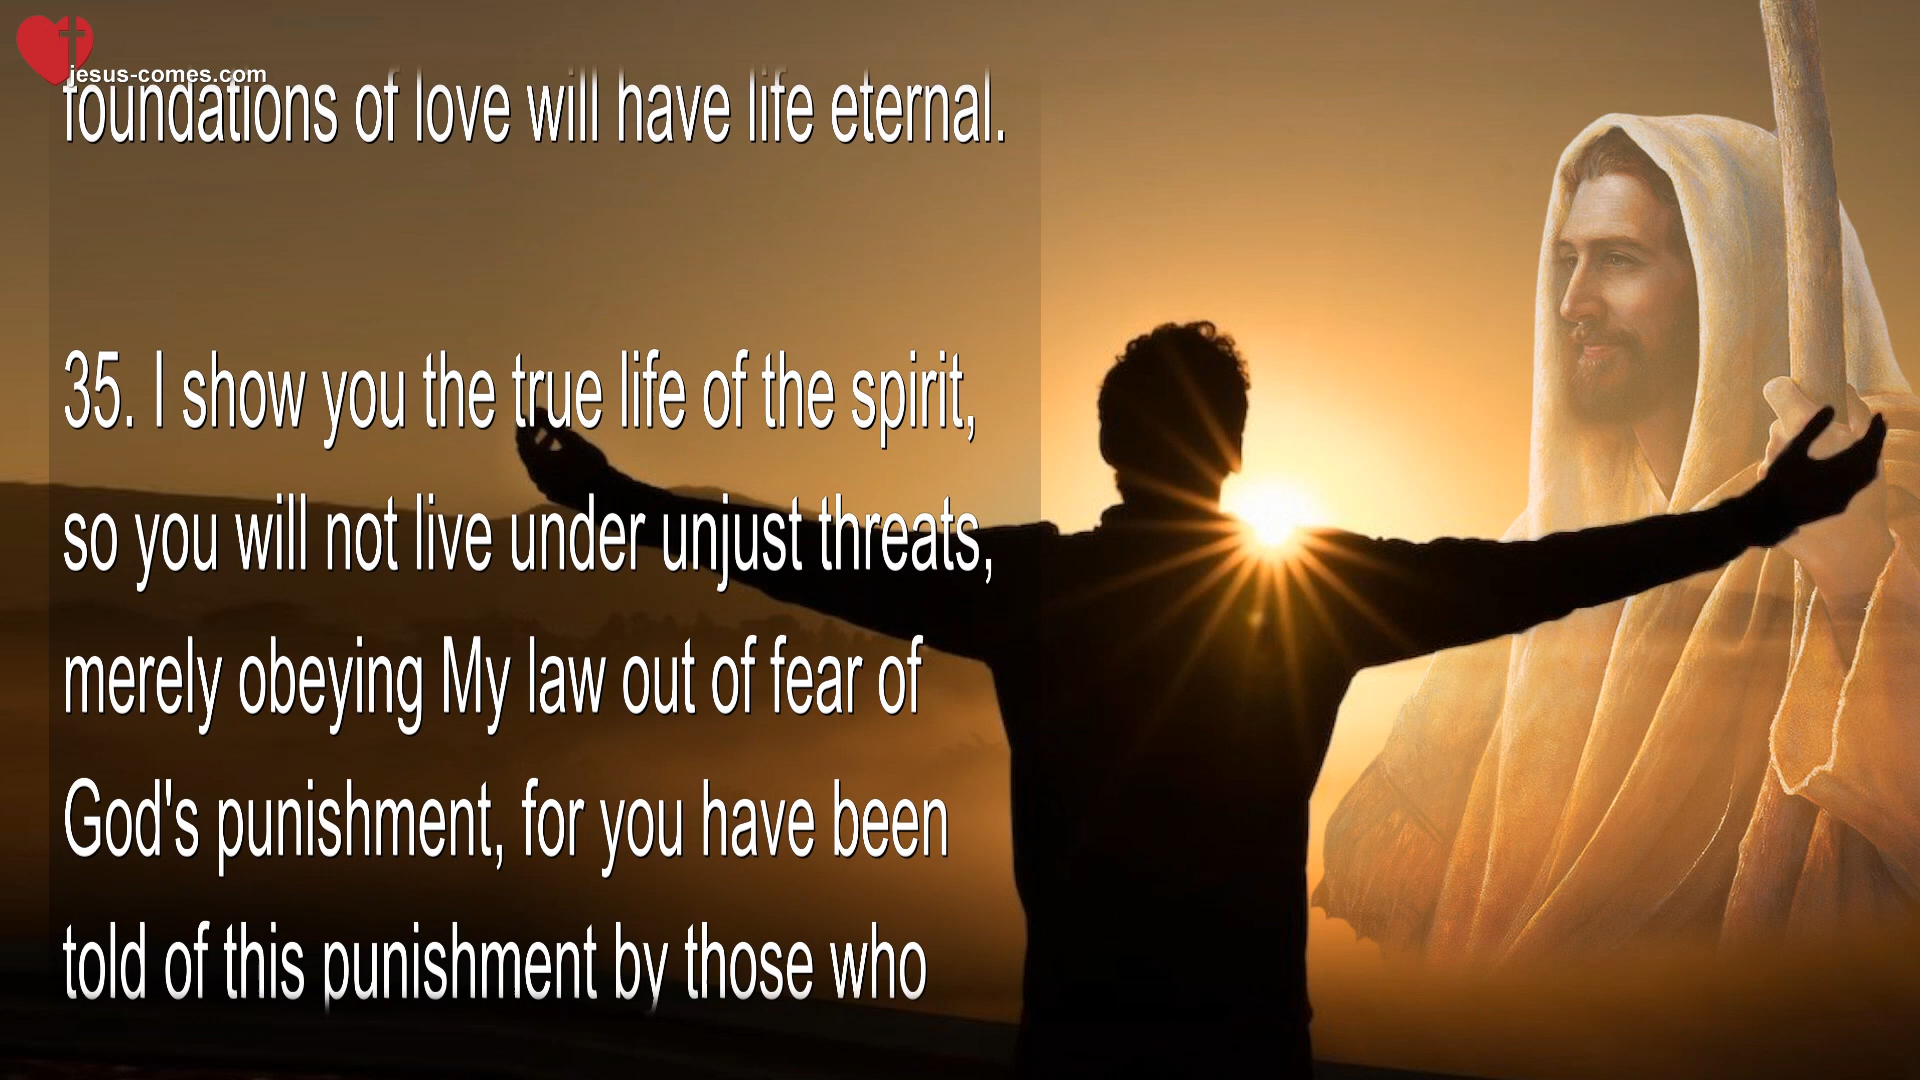 jesus-comes.com
foundations of love will have life eternal.
35. I show you the true life of the spirit,
so you will not live under unjust threats,
merely obeying My law out of fear of
God's punishment, for you have been
told of this punishment by those who